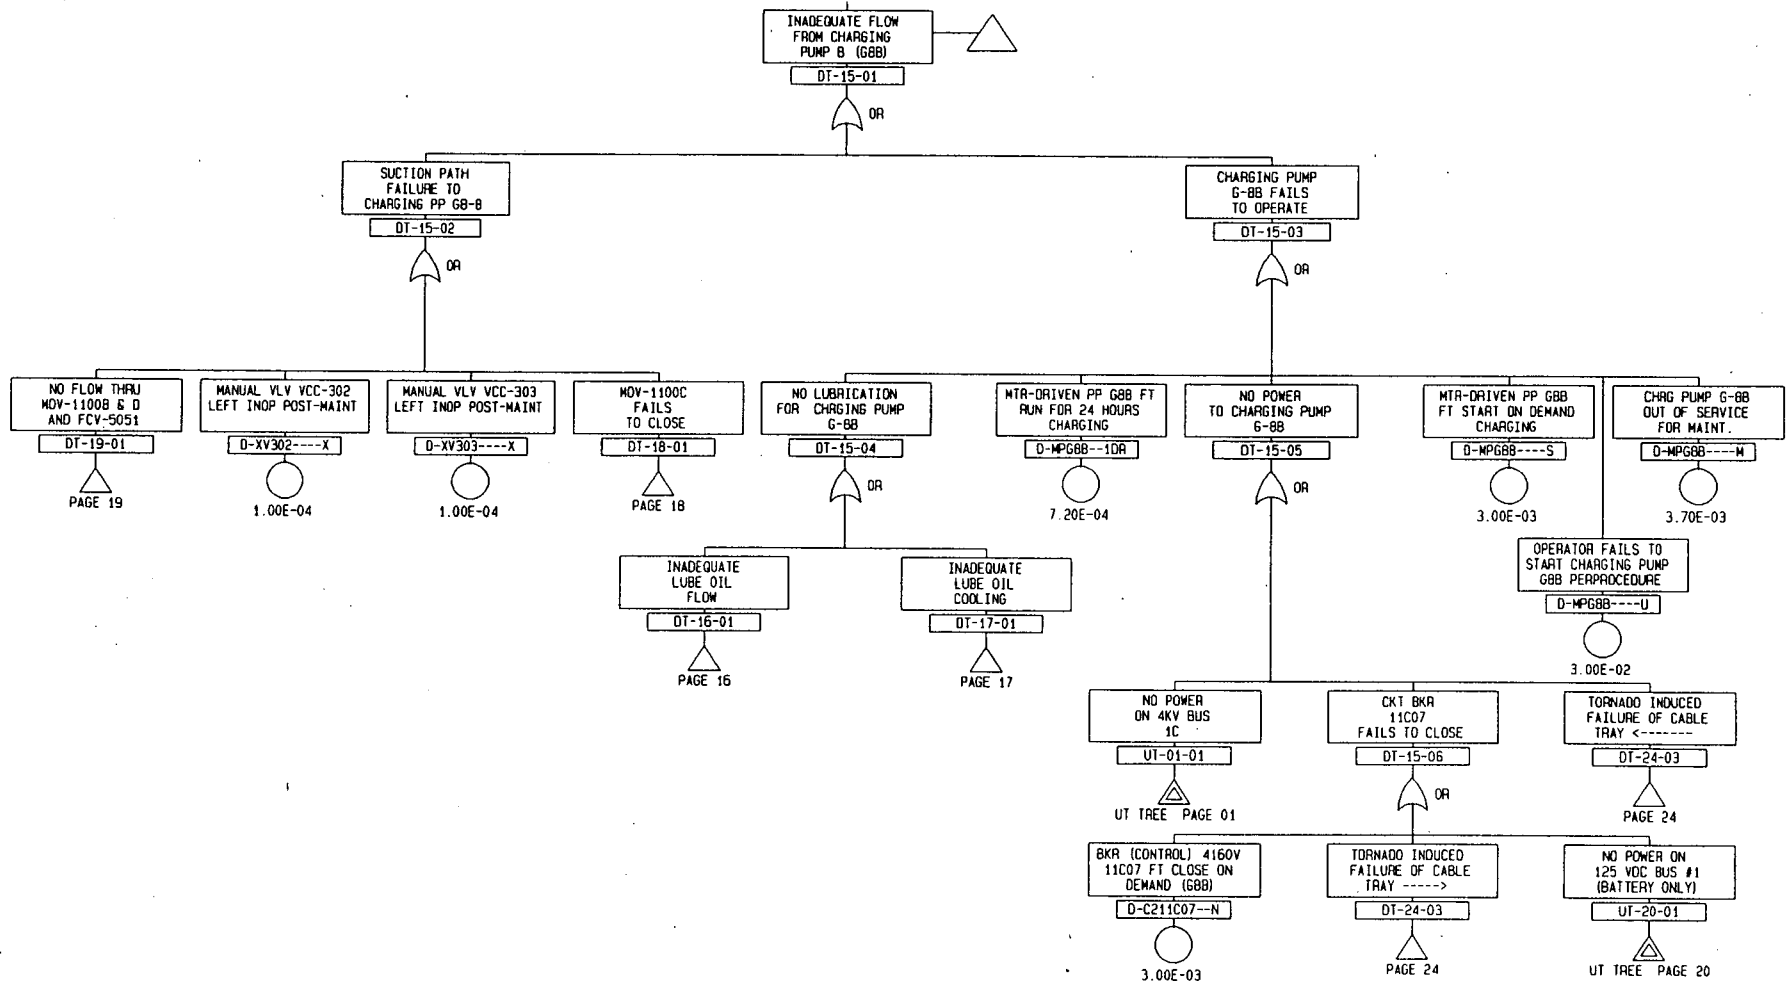 INADEQUATE FLOW
FROM CHARGING
PUMP B (G8B)
DT-15-01
OR
SUCTION PATH
FAILURE TO
CHARGING PP G8-B
DT-15-02
OR
CHARGING PUMP
G-8B FAILS
TO OPERATE
DT-15-03
OR
NO FLOW THRU
MOV-1100B & D
AND FCV-5051
DT-19-01
PAGE 19
MANUAL VLV VCC-302
LEFT INOP POST-MAINT
D-XV302----X
1.00E-04
MANUAL VLV VCC-303
LEFT INOP POST-MAINT
D-XV303----X
1.00E-04
MOV-1100C
FAILS
TO CLOSE
DT-18-01
PAGE 18
NO LUBRICATION
FOR CHRGING PUMP
G-8B
DT-15-04
OR
MTR-DRIVEN PP G8B FT
RUN FOR 24 HOURS
CHARGING
D-MPG8B--1DR
7.20E-04
NO POWER
TO CHARGING PUMP
G-8B
DT-15-05
OR
MTR-DRIVEN PP G8B
FT START ON DEMAND
CHARGING
D-MPG8B----S
3.00E-03
CHRG PUMP G-8B
OUT OF SERVICE
FOR MAINT.
D-MPG8B----M
3.70E-03
INADEQUATE
LUBE OIL
FLOW
DT-16-01
PAGE 16
INADEQUATE
LUBE OIL
COOLING
DT-17-01
PAGE 17
OPERATOR FAILS TO
START CHARGING PUMP
G8B PERPROCEDURE
D-MPG8B----U
3.00E-02
NO POWER
ON 4KV BUS
1C
UT-01-01
UT TREE PAGE 01
CKT BKR
11C07
FAILS TO CLOSE
DT-15-06
OR
TORNADO INDUCED
FAILURE OF CABLE
TRAY <-------
DT-24-03
PAGE 24
BKR (CONTROL) 4160V
11C07 FT CLOSE ON
DEMAND (G8B)
D-C211C07--N
3.00E-03
TORNADO INDUCED
FAILURE OF CABLE
TRAY ----->
DT-24-03
PAGE 24
NO POWER ON
125 VDC BUS #1
(BATTERY ONLY)
UT-20-01
UT TREE PAGE 20